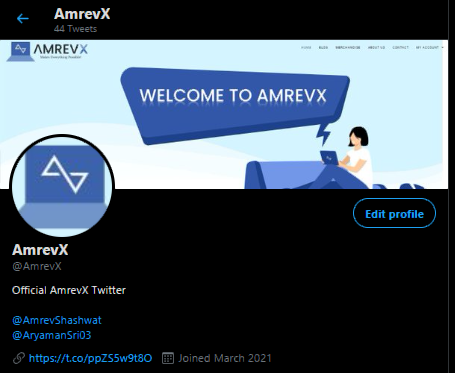 AmrevX
44 Tweets
AMREVX
HOME BLOG MERCHANDISE ABOUT US CONTACT MY ACCOUNT
WELCOME TO AMREVX
Edit profile
AmrevX
@AmrevX
Official AmrevX Twitter
@AmrevShashwat
@AryamanSri03
https://t.co/ppZS5w9t8O Joined March 2021